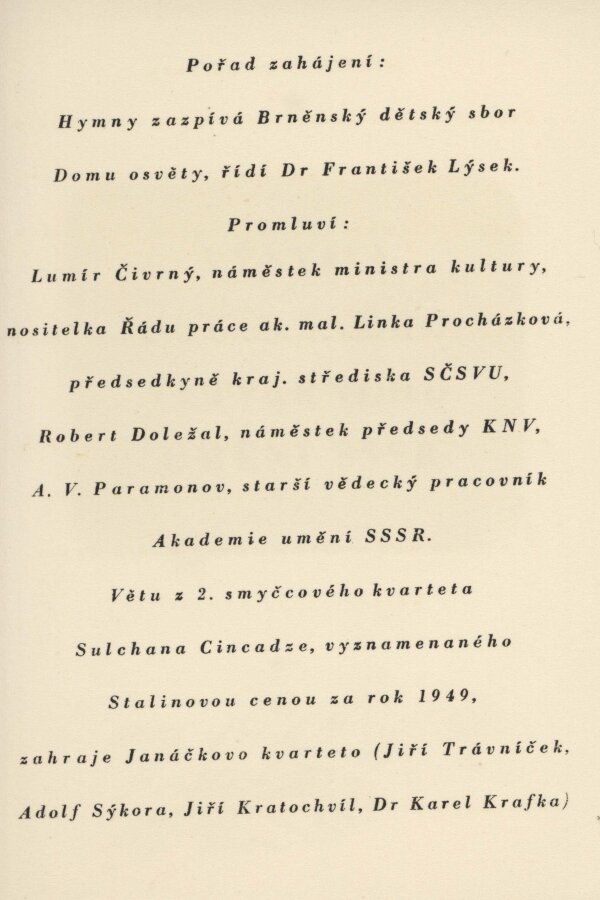 Pořad zahájení:
Hymny zazpívá Brněnský dětský sbor
Domu osvěty, řídí Dr František Lýsek.
Promluví:
Lumír Čivrný, náměstek ministra kultury,
nositelka Řádu práce ak. mal. Linka Procházková,
předsedkyně kraj. střediska SČSVU,
Robert Doležal, náměstek předsedy KNV,
A. V. Paramonov, starší vědecký pracovník
Akademie umění SSSR.
Větu z 2. smyčcového kvarteta
Sulchana Cincadze, vyznamenaného
Stalinovou cenou za rok 1949,
zahraje Janáčkovo kvarteto (Jiří Trávníček,
Adolf Sýkora, Jiří Kratochvíl, Dr Karel Krafka)